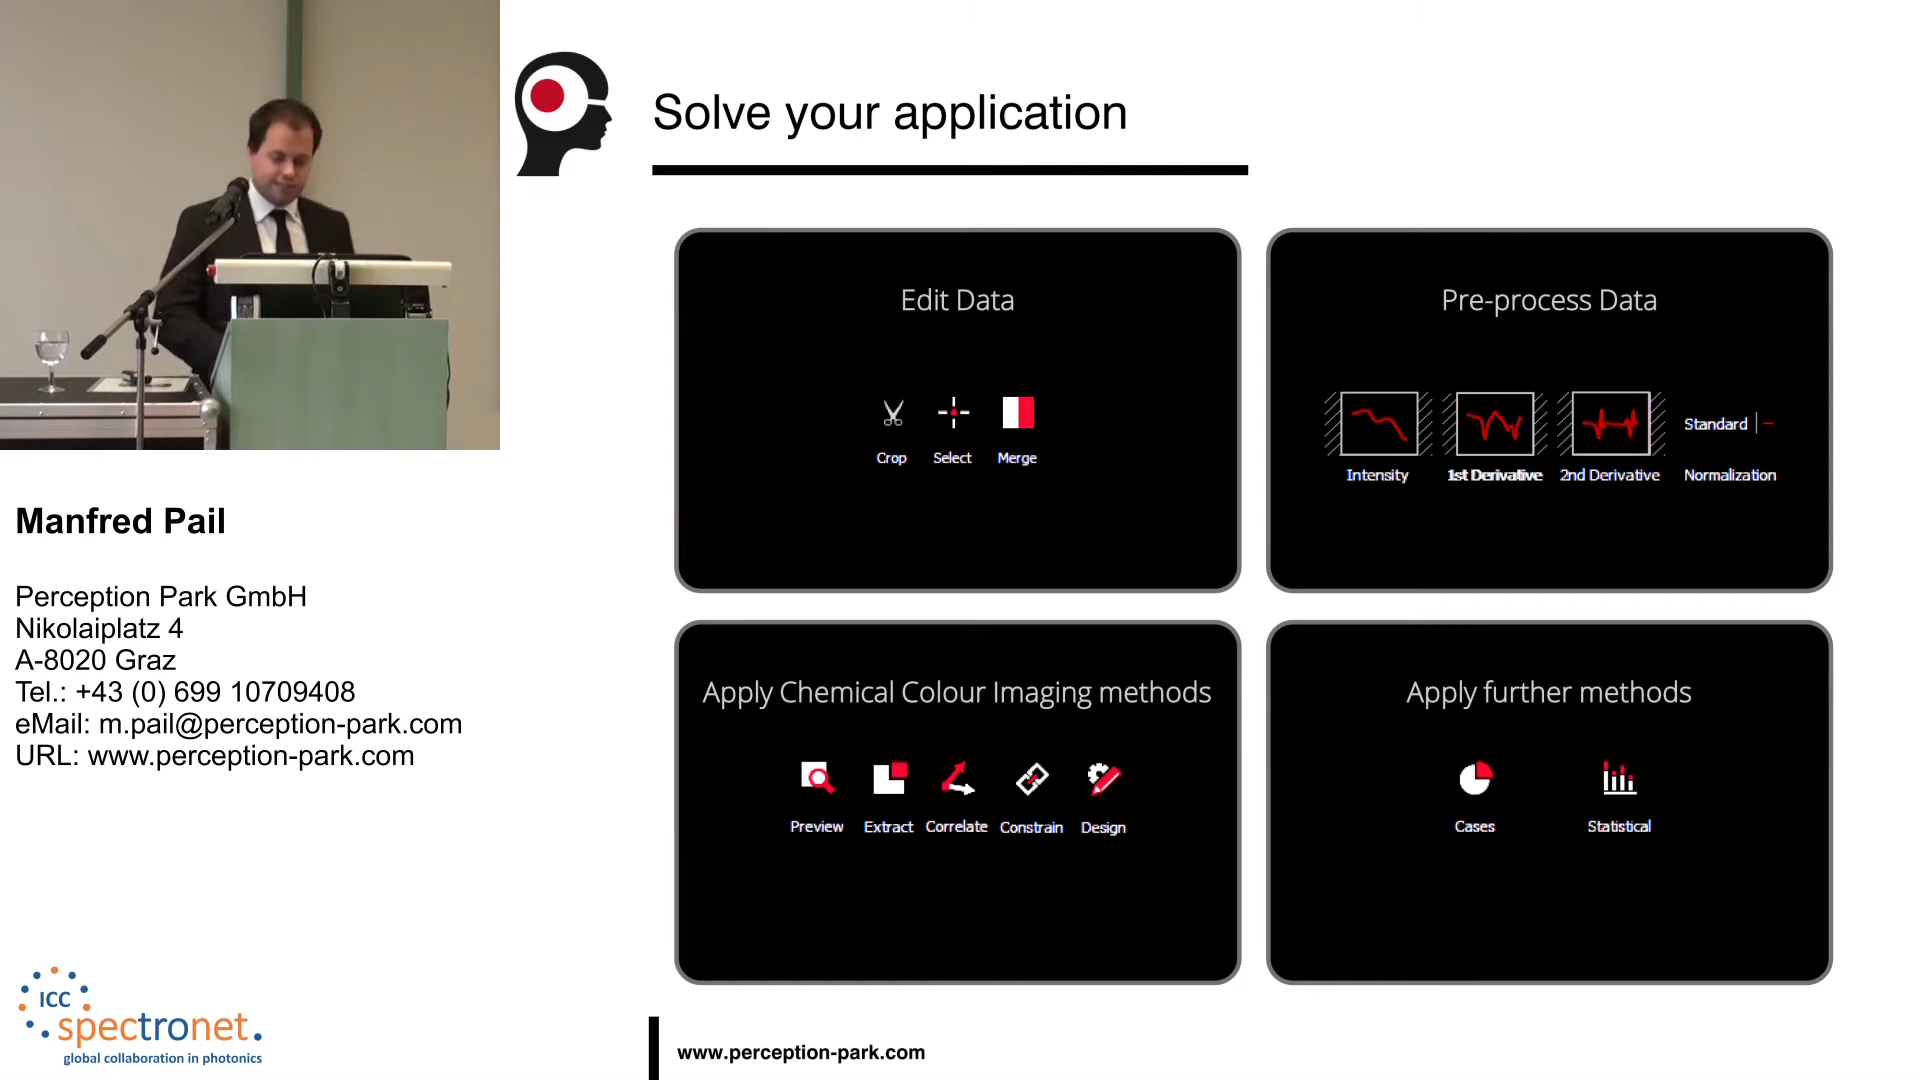 Solve your application
Edit Data
Crop Select Merge
Pre-process Data
Standard
Intensity 1st Derivative 2nd Derivative Normalization
Apply Chemical Colour Imaging methods
Preview Extract Correlate Constrain Design
Apply further methods
Cases Statistical
Manfred Pail
Perception Park GmbH
Nikolaiplatz 4
A-8020 Graz
Tel.: +43 (0) 699 10709408
eMail: m.pail@perception-park.com
URL: www.perception-park.com
ICC
spectronet.
global collaboration in photonics
www.perception-park.com